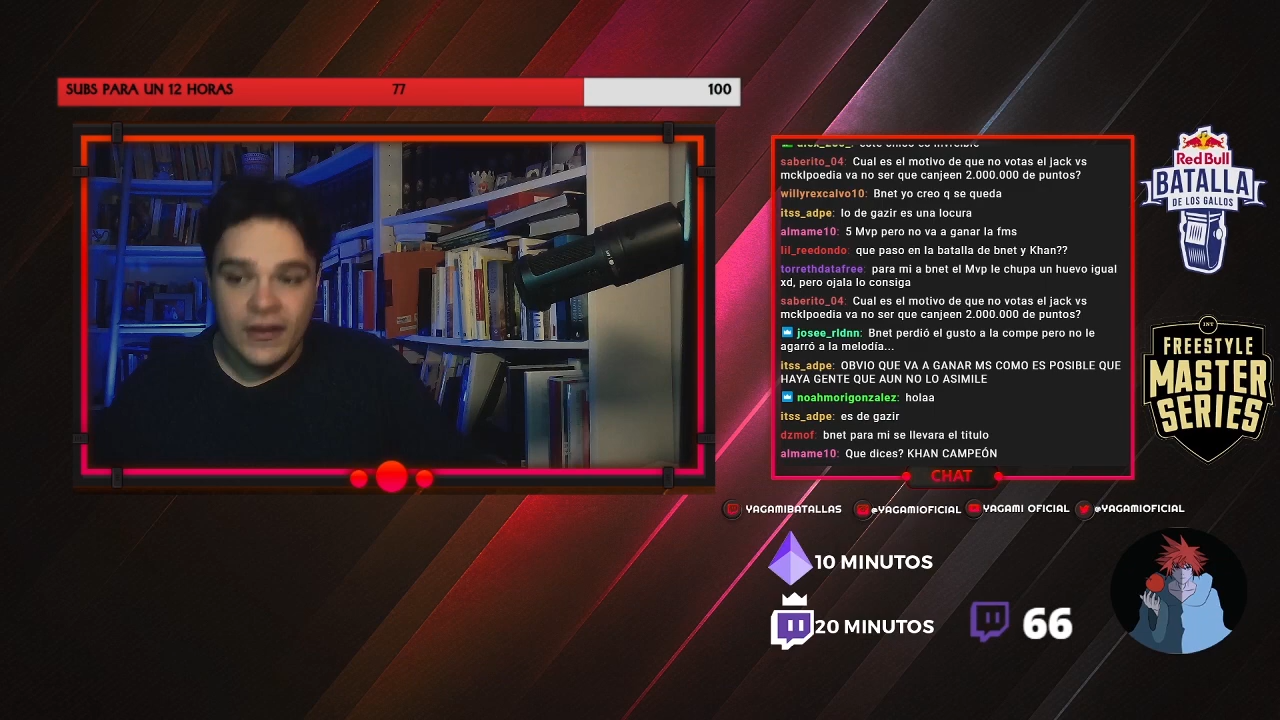 SUBS PARA UN 12 HORAS 77 100
saberito_04: Cual es el motivo de que no votas el jack vs
mcklpoedia va no ser que canjeen 2.000.000 de puntos?
willyrexcalvo10: Bnet yo creo q se queda
itss_adpe: lo de gazir es una locura
almame10: 5 Mvp pero no va a ganar la fms
lil_reedondo: que paso en la batalla de bnet y Khan??
torrethdatafree: para mi a bnet el Mvp le chupa un huevo igual
xd, pero ojala lo consiga
saberito_04: Cual es el motivo de que no votas el jack vs
mcklpoedia va no ser que canjeen 2.000.000 de puntos?
josee_rldnn: Bnet perdió el gusto a la compe pero no le
agarró a la melodía...
itss_adpe: OBVIO QUE VA A GANAR MS COMO ES POSIBLE QUE
HAYA GENTE QUE AUN NO LO ASIMILE
noahmorigonzalez: holaa
itss_adpe: es de gazir
dzmof: bnet para mi se llevara el titulo
almame10: Que dices? KHAN CAMPEÓN
CHAT
Red Bull
BATALLA
DE LOS GALLOS
FREESTYLE
MASTER
SERIES
YAGAMIBATALLAS @YAGAMIOFICIAL YAGAMI OFICIAL @YAGAMIOFICIAL
10 MINUTOS
20 MINUTOS
66